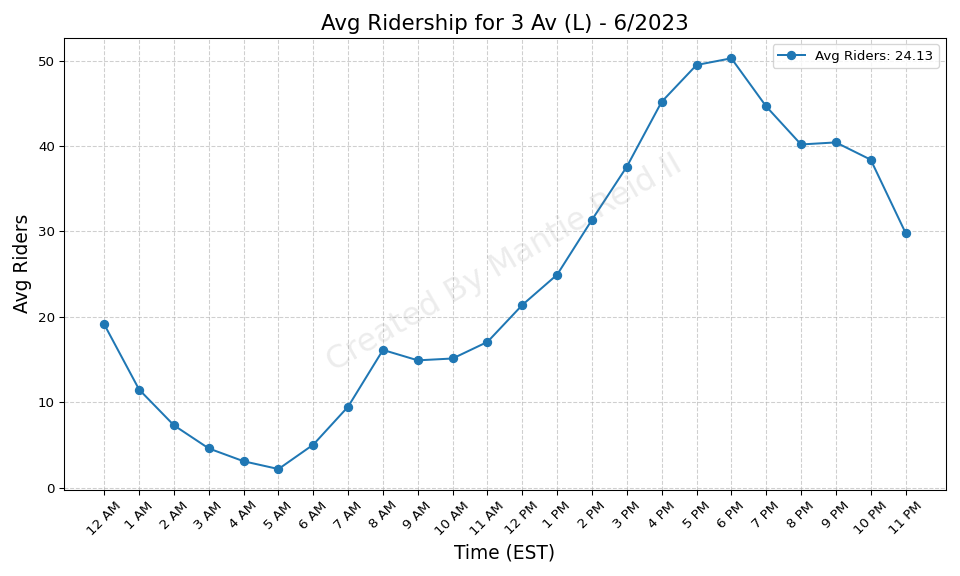 Avg Ridership for 3 Av (L) - 6/2023
Avg Riders: 24.13
Avg Riders
50
40
30
20
10
0
Created By Mantie Reid II
12 AM
1 AM
2 AM
3 AM
4 AM
5 AM
6 AM
7 AM
8 AM
9 AM
10 AM
11 AM
12 PM
1 PM
2 PM
3 PM
4 PM
5 PM
6 PM
7 PM
8 PM
9 PM
10 PM
11 PM
Time (EST)